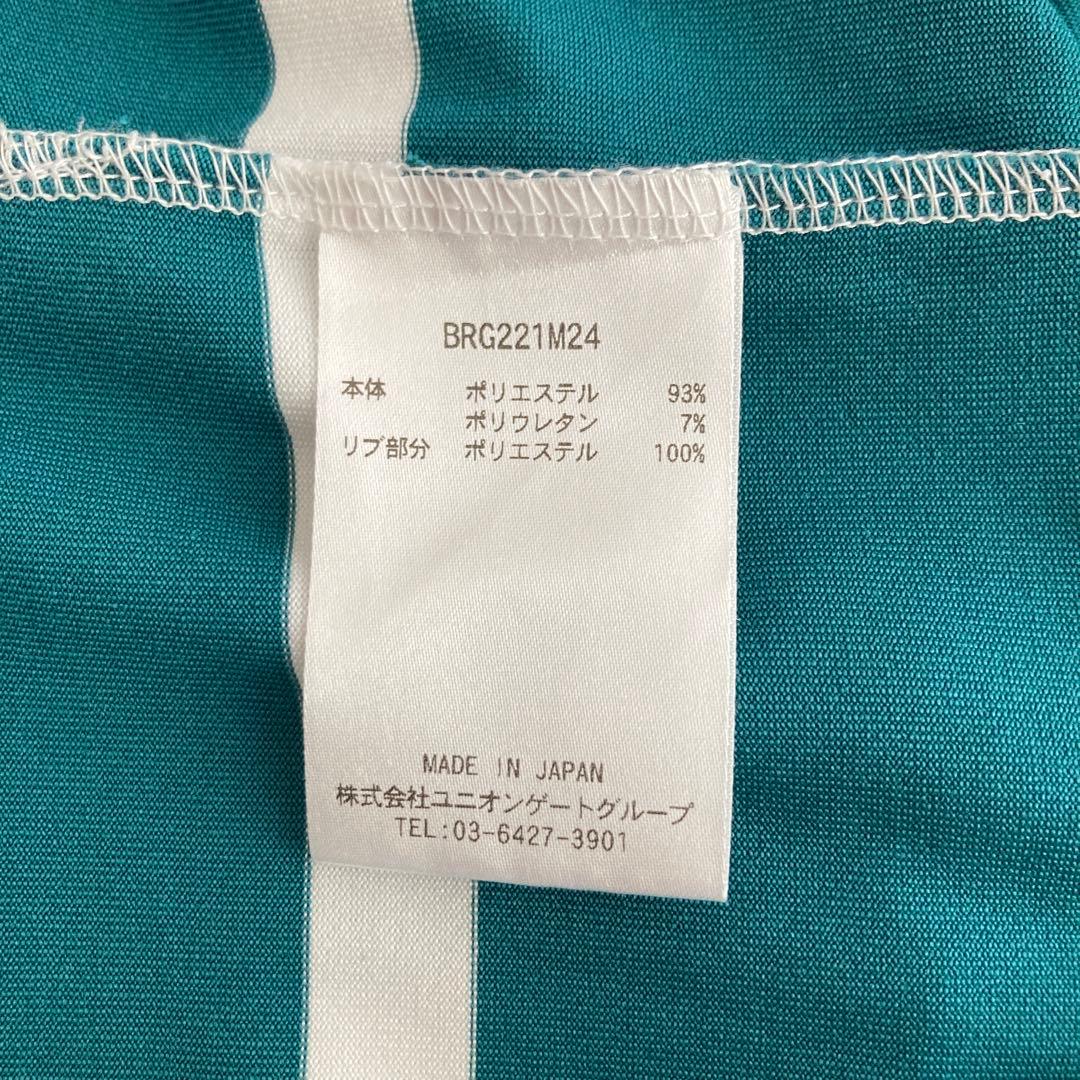 BRG221M24
本体 ポリエステル 93%
ポリウレタン 7%
リブ部分 ポリエステル 100%
MADE IN JAPAN
株式会社ユニオンゲートグループ
TEL:03-6427-3901